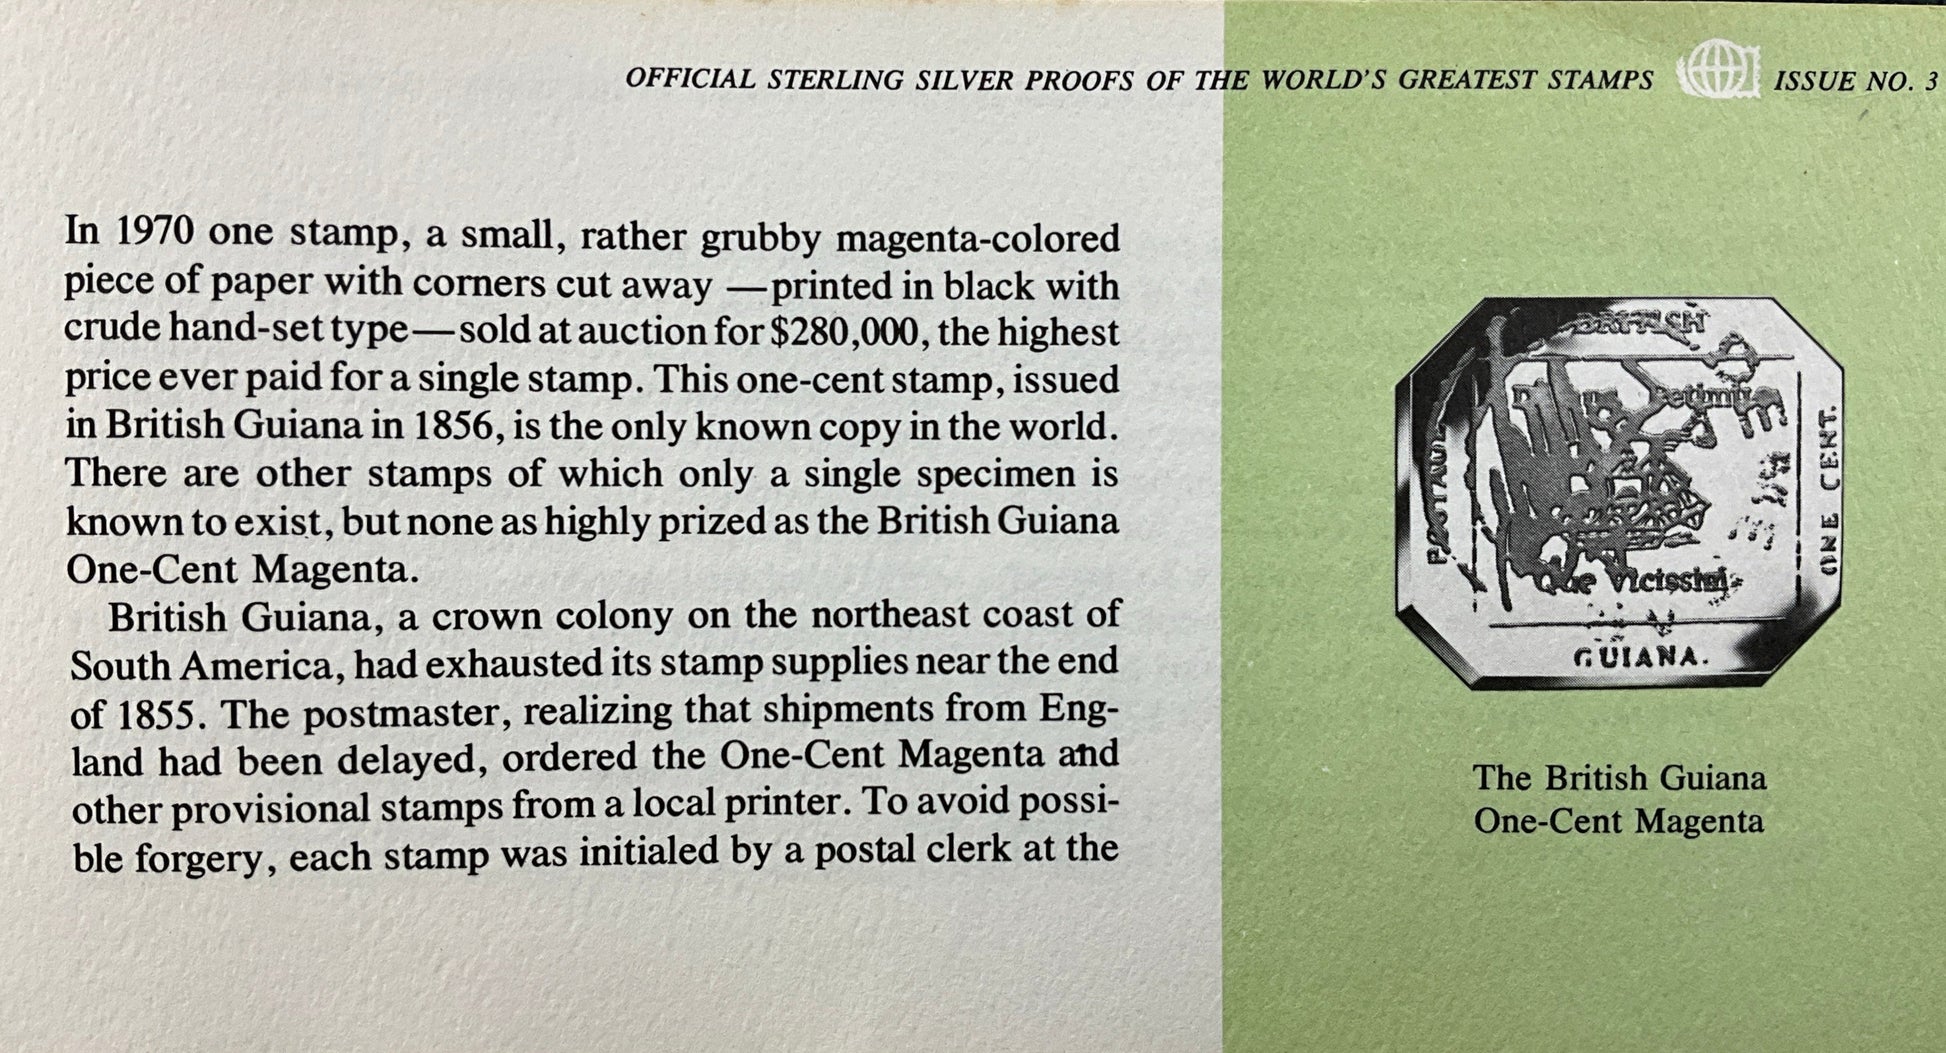 OFFICIAL STERLING SILVER PROOFS OF THE WORLD'S GREATEST STAMPS ISSUE NO. 3
In 1970 one stamp, a small, rather grubby magenta-colored
piece of paper with corners cut away —printed in black with
crude hand-set type—sold at auction for $280,000, the highest
price ever paid for a single stamp. This one-cent stamp, issued
in British Guiana in 1856, is the only known copy in the world.
There are other stamps of which only a single specimen is
known to exist, but none as highly prized as the British Guiana
One-Cent Magenta.
British Guiana, a crown colony on the northeast coast of
South America, had exhausted its stamp supplies near the end
of 1855. The postmaster, realizing that shipments from Eng-
land had been delayed, ordered the One-Cent Magenta and
other provisional stamps from a local printer. To avoid possi-
ble forgery, each stamp was initialed by a postal clerk at the
BRITISH
ONE CENT.
GUIANA.
The British Guiana
One-Cent Magenta